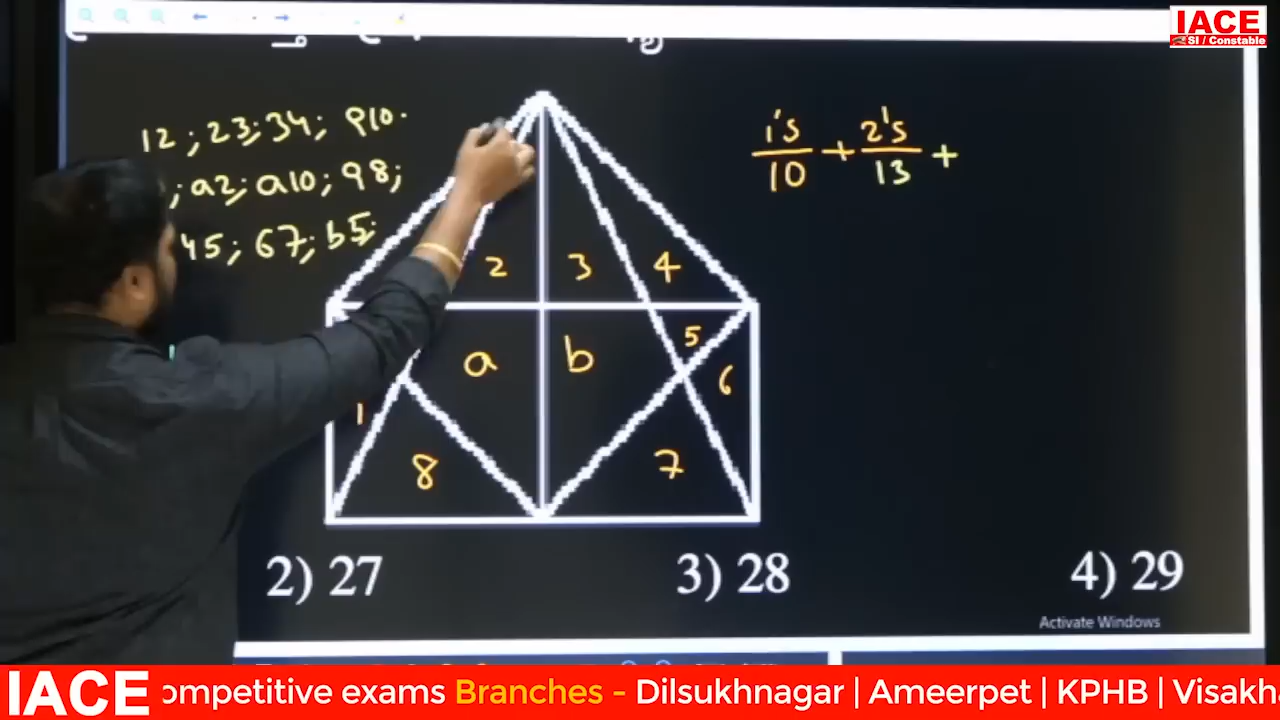 IACE
SI / Constable
12 ; 23; 34; 910.
; a2; a10; 98;
45; 67; b5;
1's + 2's +
10 13
2 3 4
a b 5
6
1
8 7
2) 27 3) 28 4) 29
Activate Windows
IACE ompetitive exams Branches - Dilsukhnagar | Ameerpet | KPHB | Visakh